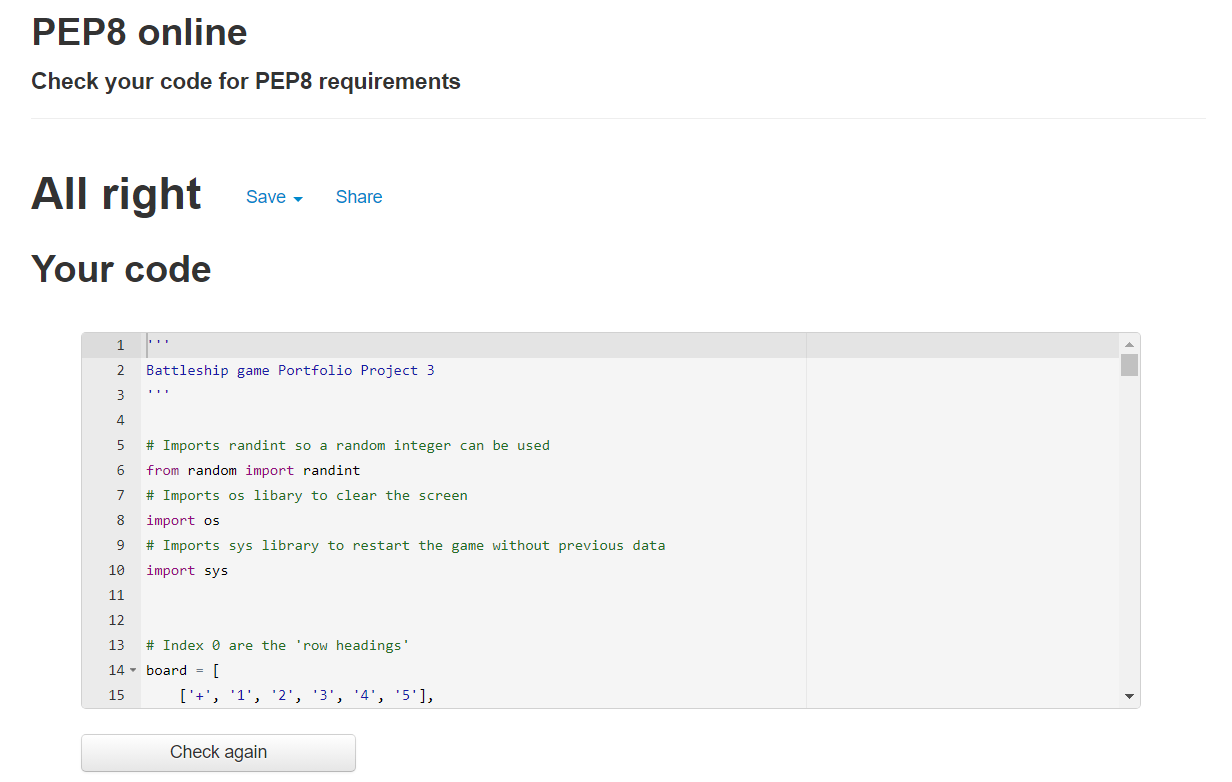 PEP8 online
Check your code for PEP8 requirements
All right Save Share
Your code
1 '''
2 Battleship game Portfolio Project 3
3 '''
4
5 # Imports randint so a random integer can be used
6 from random import randint
7 # Imports os libary to clear the screen
8 import os
9 # Imports sys library to restart the game without previous data
10 import sys
11
12
13 # Index 0 are the 'row headings'
14 board = [
15     ['+', '1', '2', '3', '4', '5'],
Check again